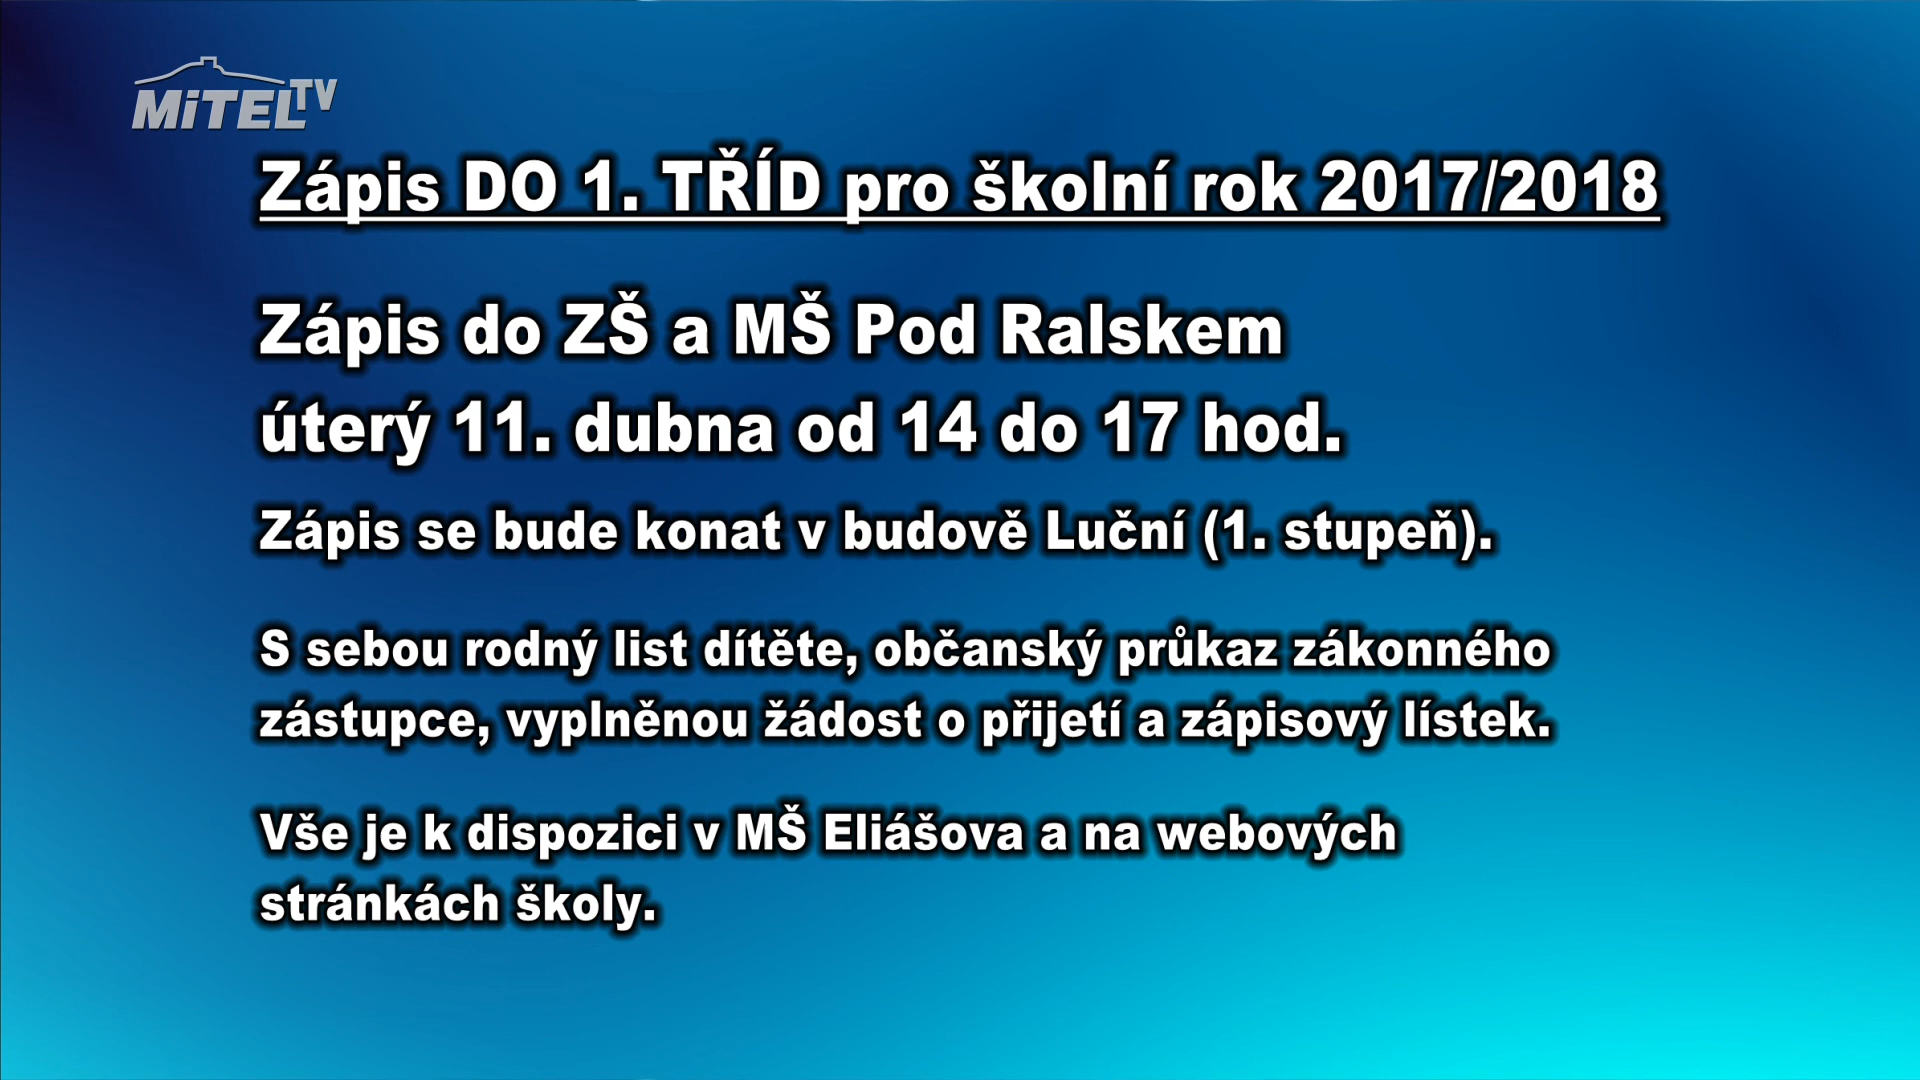 MiTEL TV
Zápis DO 1. TŘÍD pro školní rok 2017/2018
Zápis do ZŠ a MŠ Pod Ralskem
úterý 11. dubna od 14 do 17 hod.
Zápis se bude konat v budově Luční (1. stupeň).
S sebou rodný list dítěte, občanský průkaz zákonného
zástupce, vyplněnou žádost o přijetí a zápisový lístek.
Vše je k dispozici v MŠ Eliášova a na webových
stránkách školy.